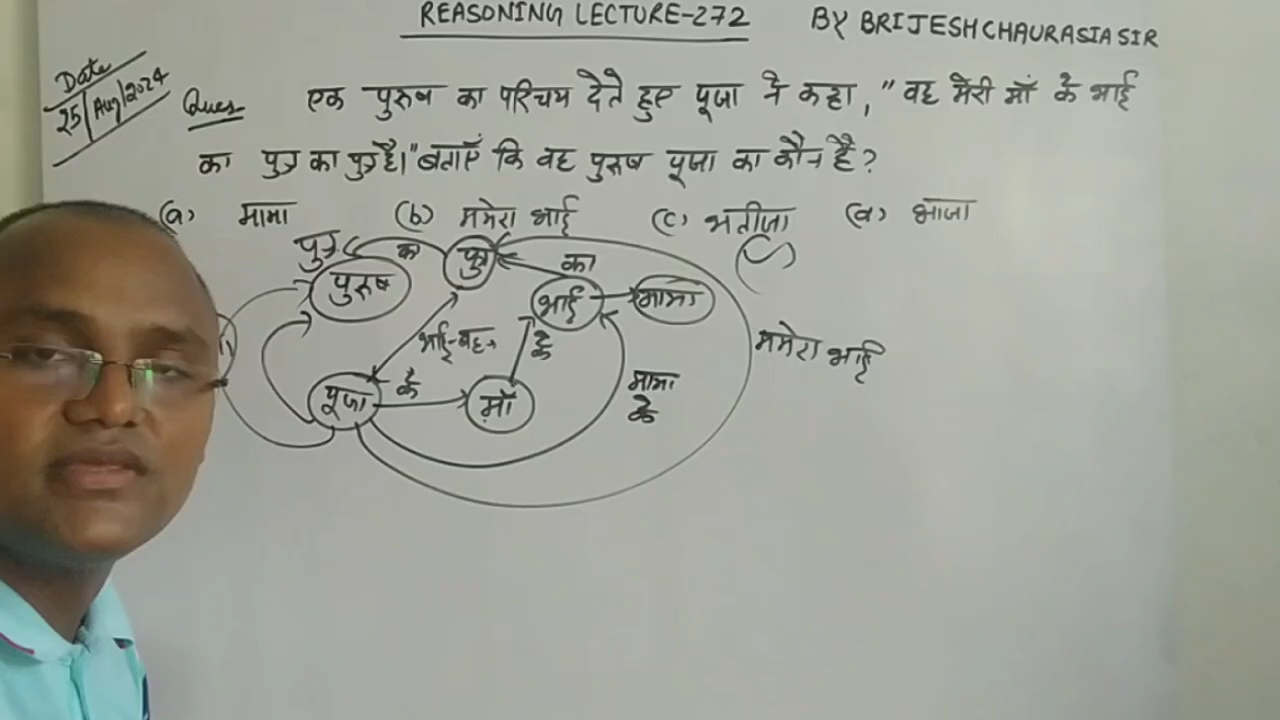 REASONING LECTURE-272 BY BRIJESH CHAURASIA SIR
Date
25/Aug/2024
Ques एक पुरुष का परिचय देते हुए पूजा ने कहा, "वह मेरी माँ के भाई
का पुत्र का पुत्र है।" बताएँ कि वह पुरुष पूजा का कौन है?
(a) मामा (b) ममेरा भाई (c) भतीजा (d) भांजा
पुत्र का पुत्र का
पुरुष भाई मामा
भाई-बहन के ममेरा भाई
पूजा के माँ मामा
के